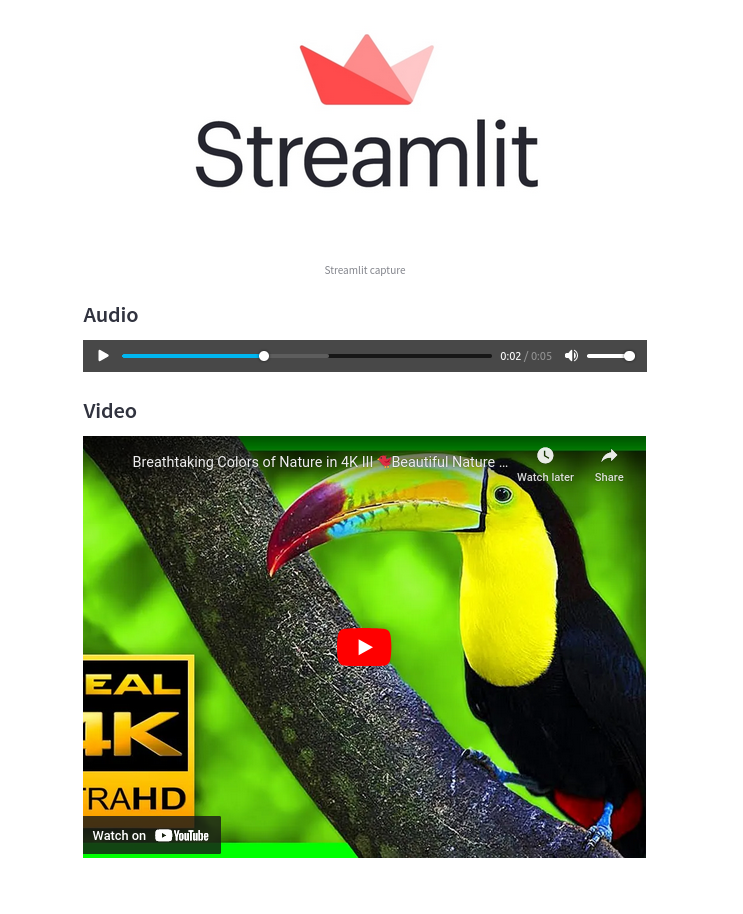 Streamlit
Streamlit capture
Audio
0:02 / 0:05
Video
Breathtaking Colors of Nature in 4K III 🐦Beautiful Nature ...
Watch later
Share
EAL
4K
TRAHD
Watch on YouTube